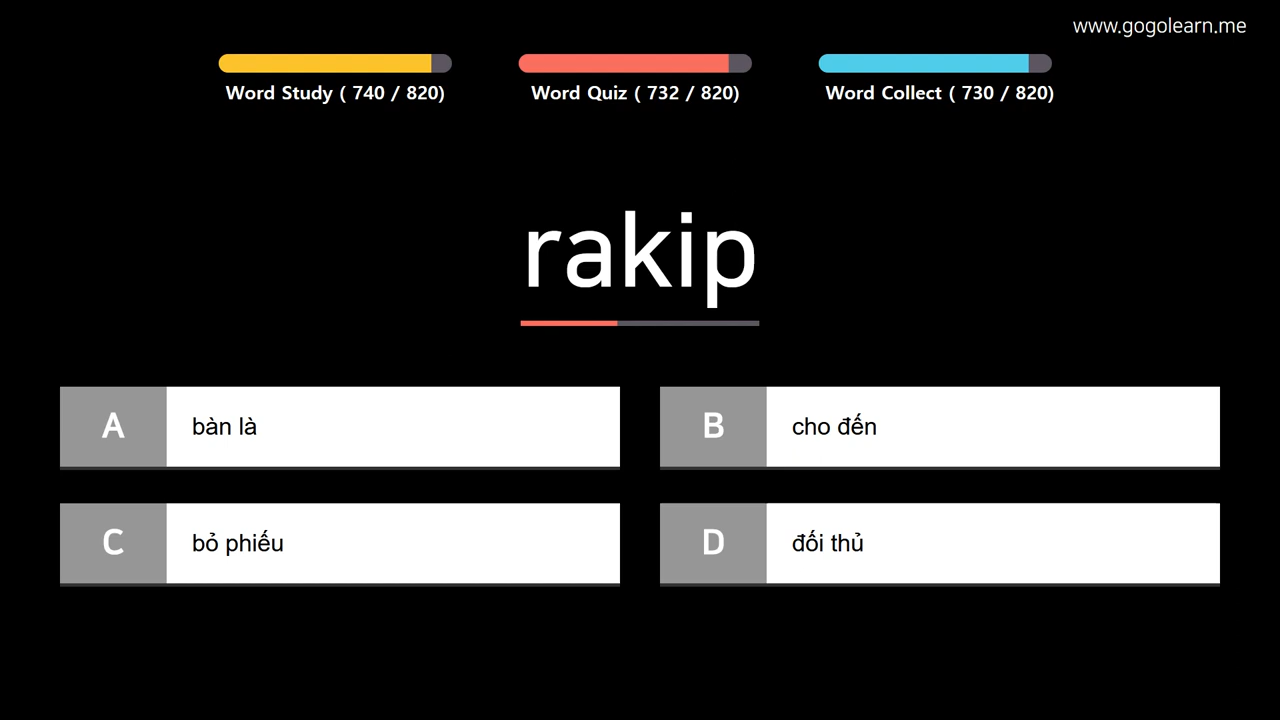 www.gogolearn.me
Word Study ( 740 / 820)
Word Quiz ( 732 / 820)
Word Collect ( 730 / 820)
rakip
A bàn là
B cho đến
C bỏ phiếu
D đối thủ